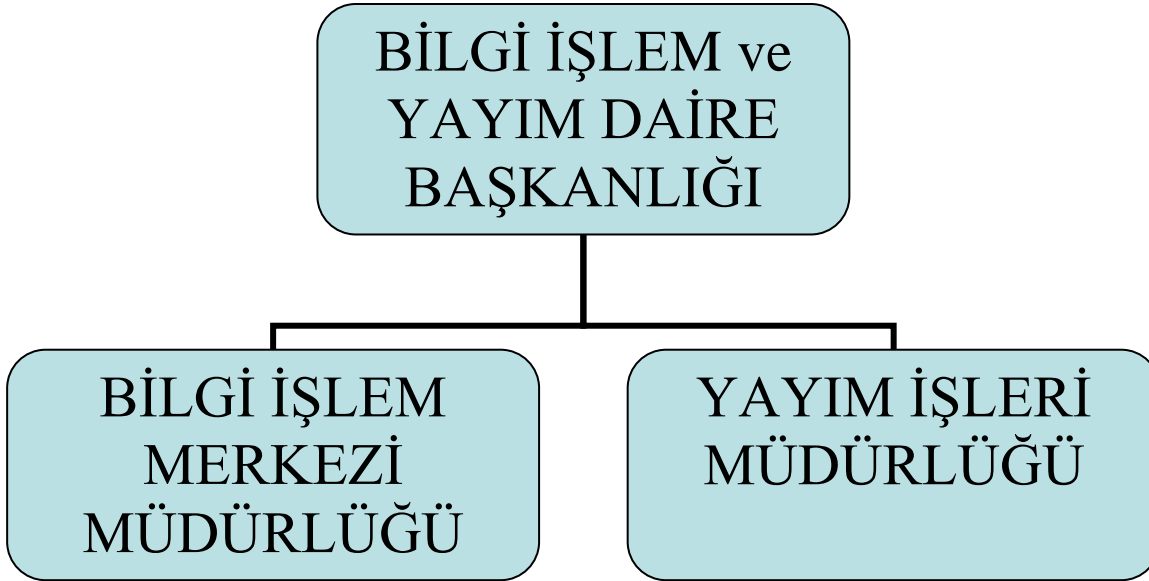 BİLGİ İŞLEM ve
YAYIM DAİRE
BAŞKANLIĞI
BİLGİ İŞLEM
MERKEZİ
MÜDÜRLÜĞÜ
YAYIM İŞLERİ
MÜDÜRLÜĞÜ